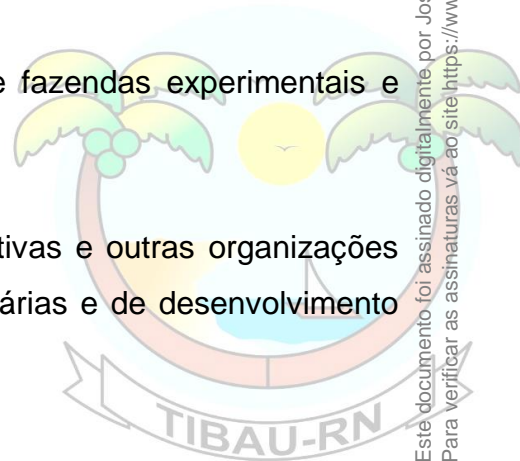 e fazendas experimentais e
tivas e outras organizações
árias e de desenvolvimento
TIBAU-RN
Este documento foi assinado digitalmente por Jos
Para verificar as assinaturas vá ao site https://ww